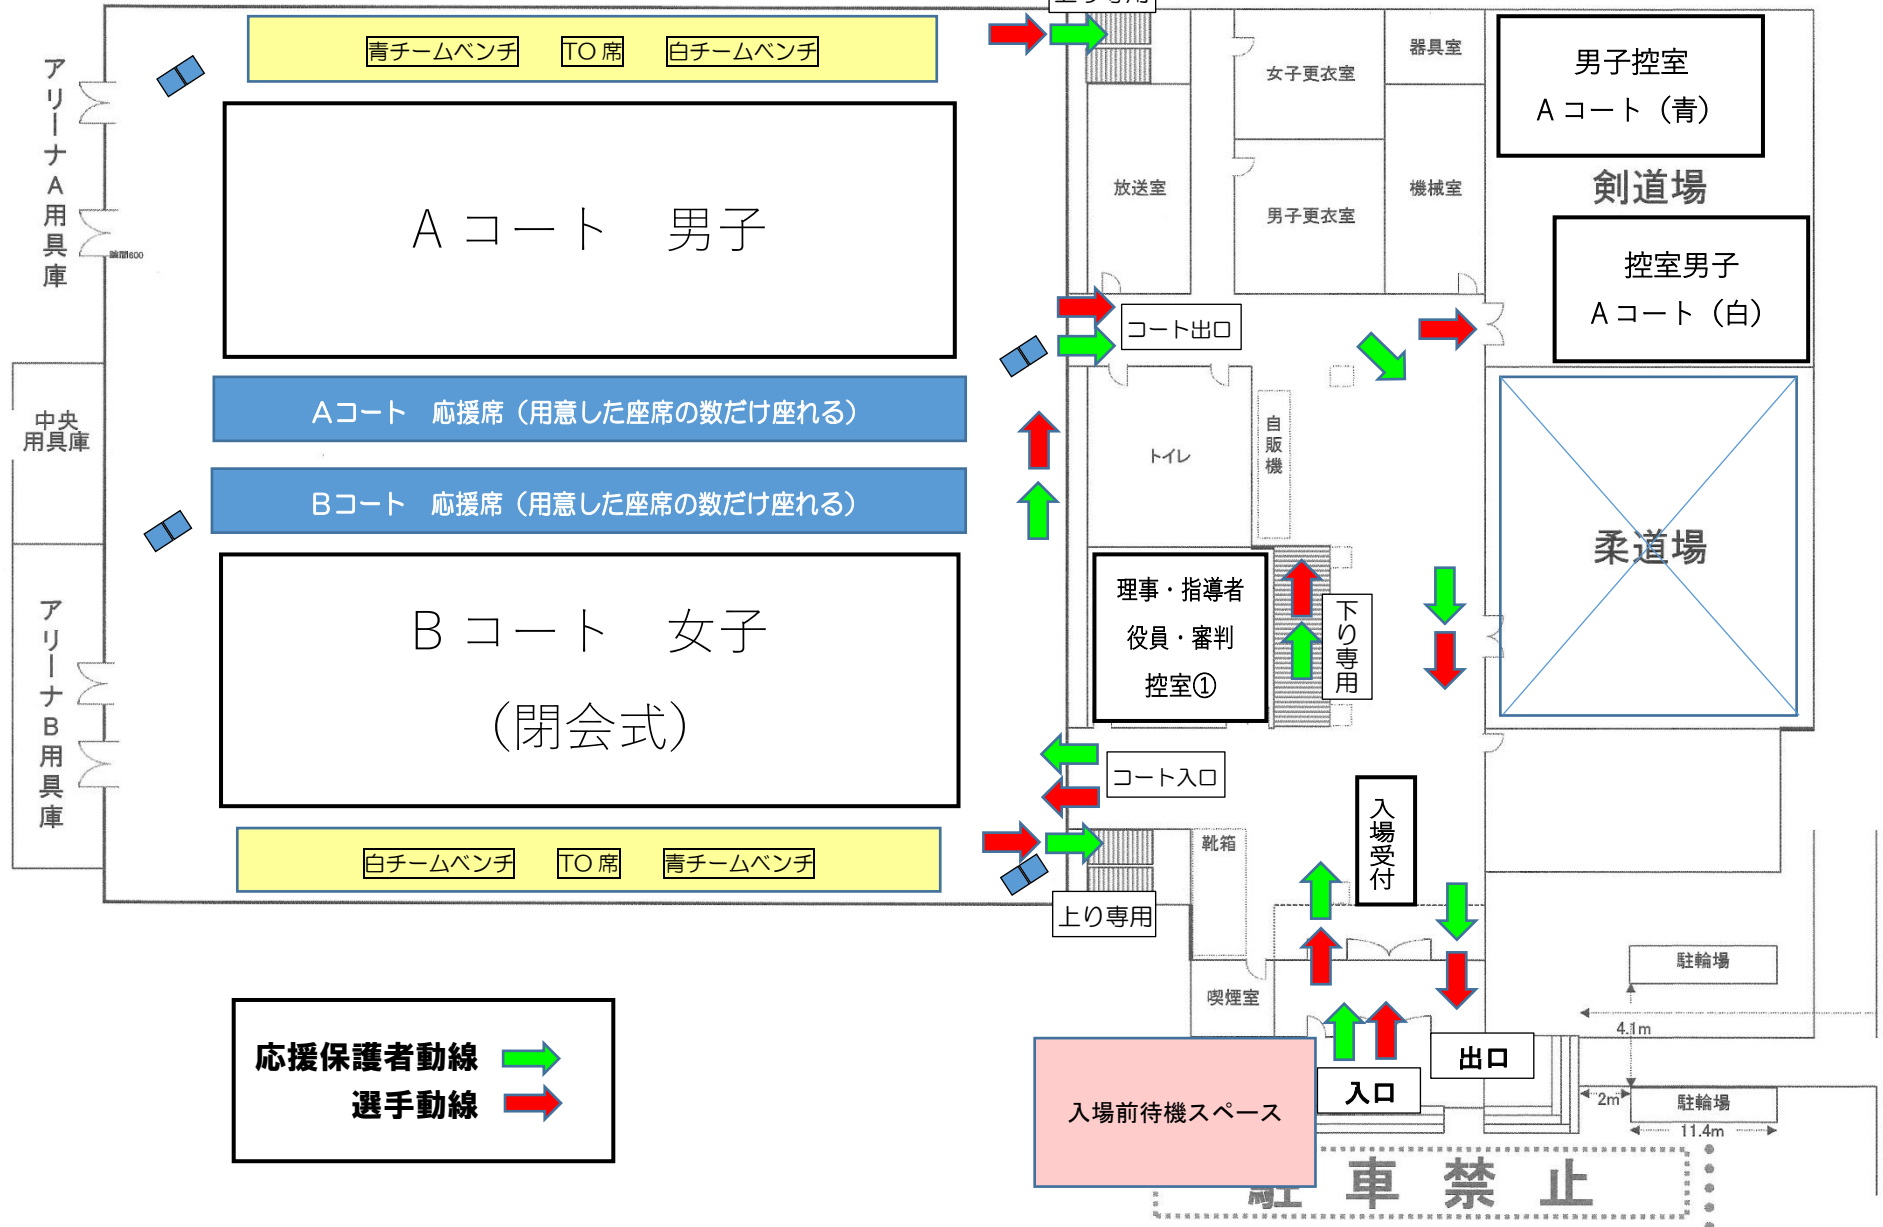 上り専用
青チームベンチ
TO 席
白チームベンチ
アリーナA用具庫
Aコート 男子
女子更衣室
器具室
男子控室
Aコート（青）
剣道場
放送室
男子更衣室
機械室
控室男子
Aコート（白）
コート出口
中央
用具庫
Aコート 応援席（用意した座席の数だけ座れる）
Bコート 応援席（用意した座席の数だけ座れる）
トイレ
自販機
柔道場
アリーナB用具庫
Bコート 女子
(閉会式)
理事・指導者
役員・審判
控室①
下り専用
コート入口
入場受付
白チームベンチ
TO 席
青チームベンチ
靴箱
上り専用
喫煙室
駐輪場
4.1m
応援保護者動線
選手動線
出口
入口
入場前待機スペース
2m
駐輪場
11.4m
駐車禁止